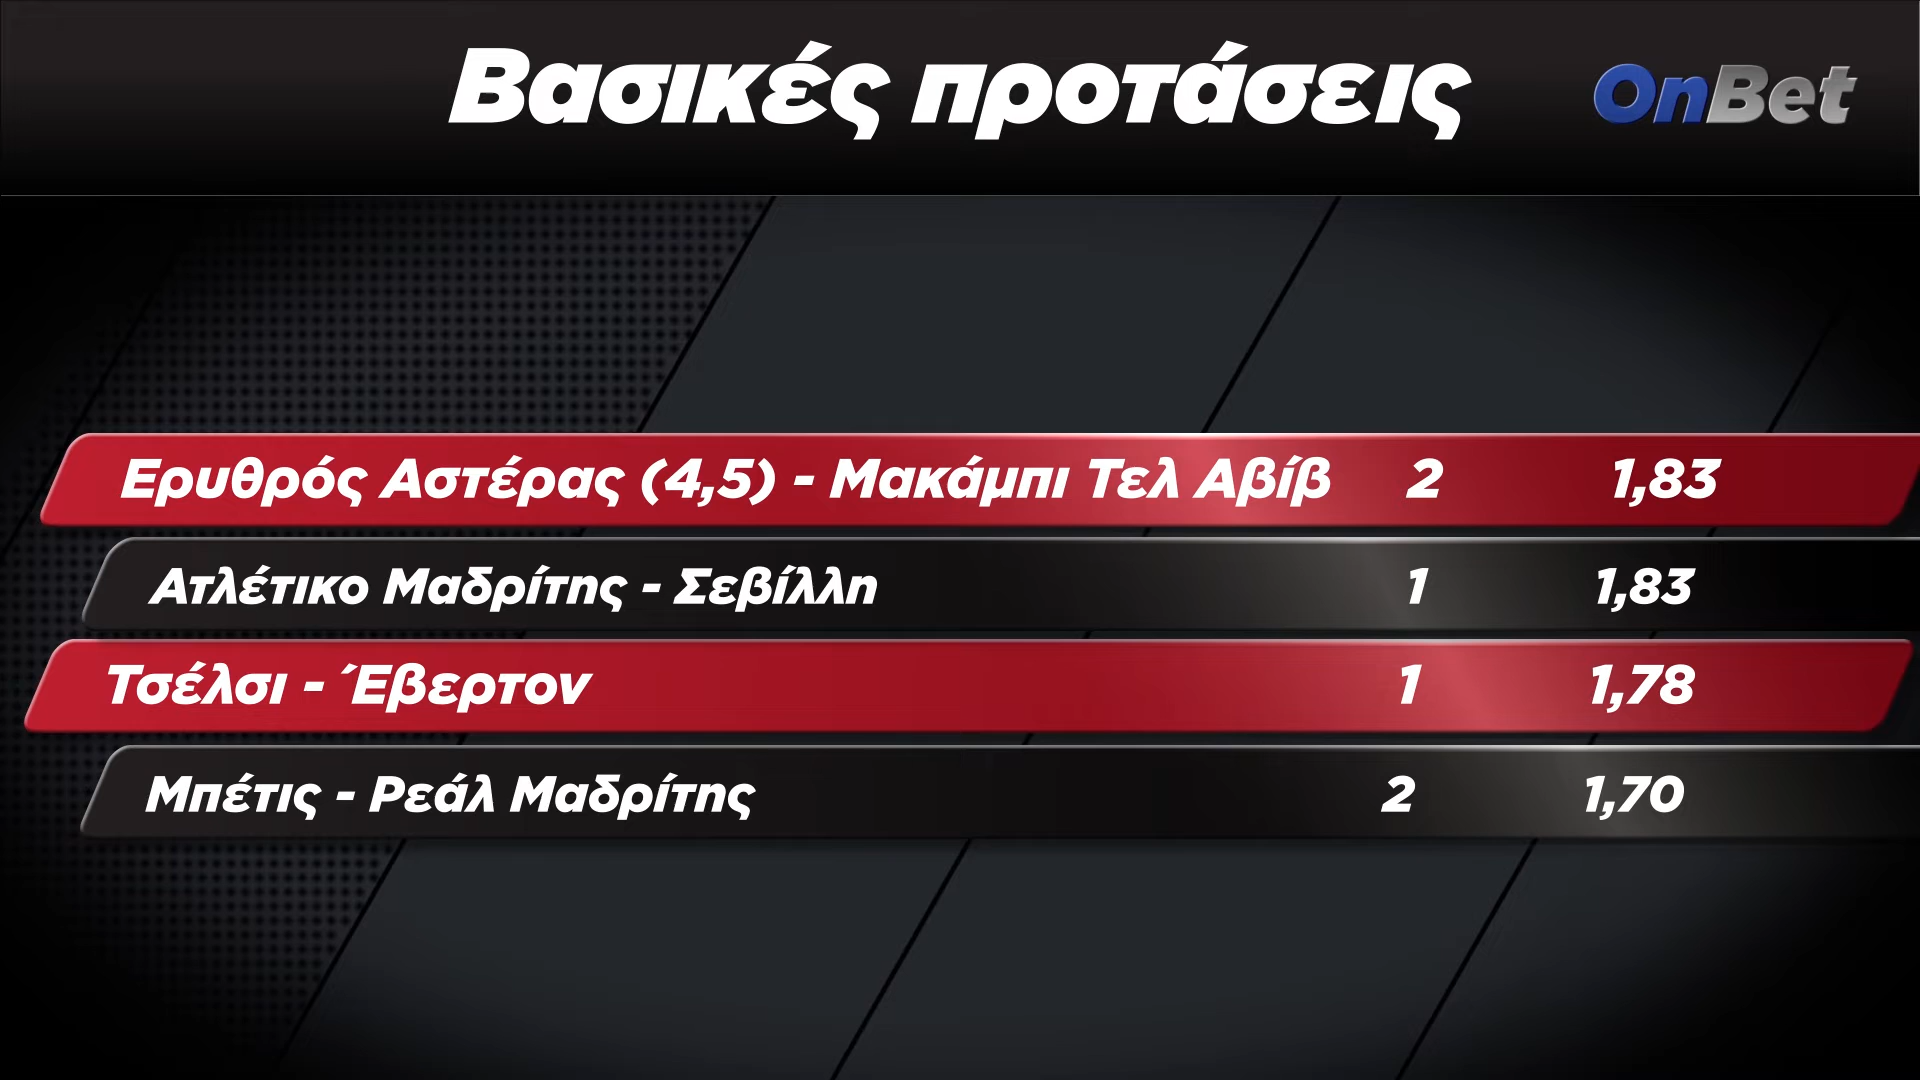 Βασικές προτάσεις
OnBet
Ερυθρός Αστέρας (4,5) - Μακάμπι Τελ Αβίβ 2 1,83
Ατλέτικο Μαδρίτης - Σεβίλλη 1 1,83
Τσέλσι - Έβερτον 1 1,78
Μπέτις - Ρεάλ Μαδρίτης 2 1,70